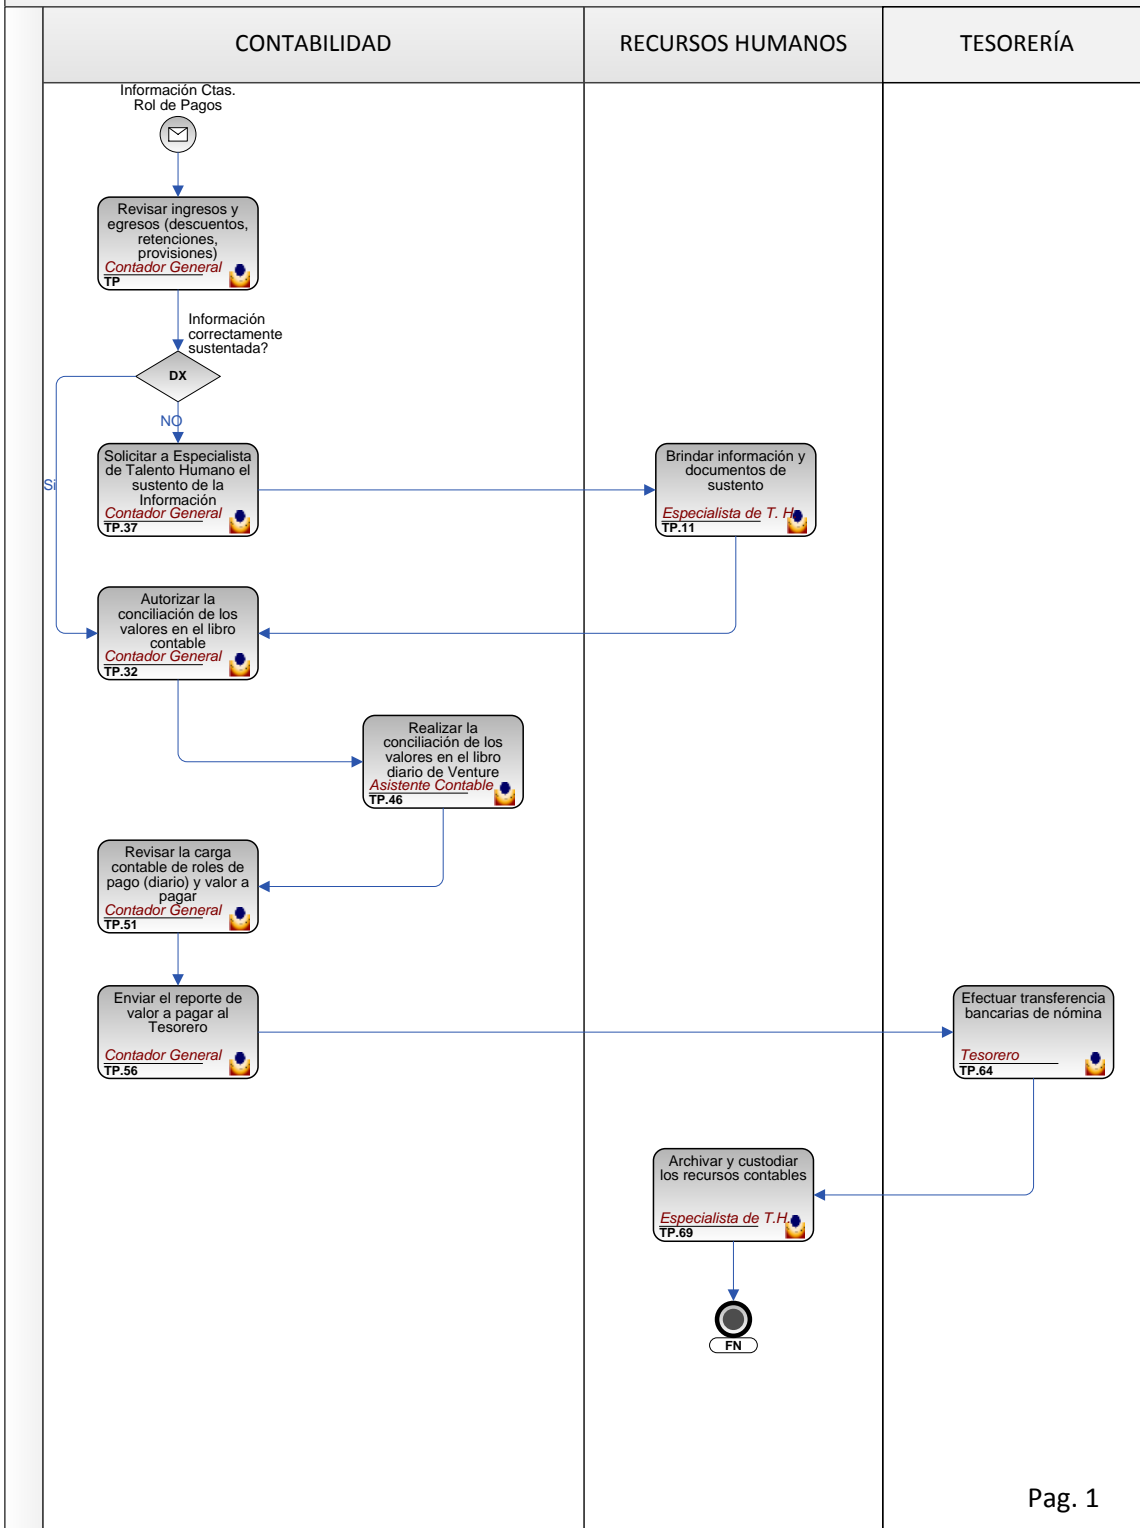 CONTABILIDAD
RECURSOS HUMANOS
TESORERÍA
Información Ctas.
Rol de Pagos
Revisar ingresos y
egresos (descuentos,
retenciones,
provisiones)
Contador General
TP
Información
correctamente
sustentada?
DX
NO
Si
Solicitar a Especialista
de Talento Humano el
sustento de la
Información
Contador General
TP.37
Brindar información y
documentos de
sustento
Especialista de T. H.
TP.11
Autorizar la
conciliación de los
valores en el libro
contable
Contador General
TP.32
Realizar la
conciliación de los
valores en el libro
diario de Venture
Asistente Contable
TP.46
Revisar la carga
contable de roles de
pago (diario) y valor a
pagar
Contador General
TP.51
Enviar el reporte de
valor a pagar al
Tesorero
Contador General
TP.56
Efectuar transferencia
bancarias de nómina
Tesorero
TP.64
Archivar y custodiar
los recursos contables
Especialista de T.H.
TP.69
FN
Pag. 1